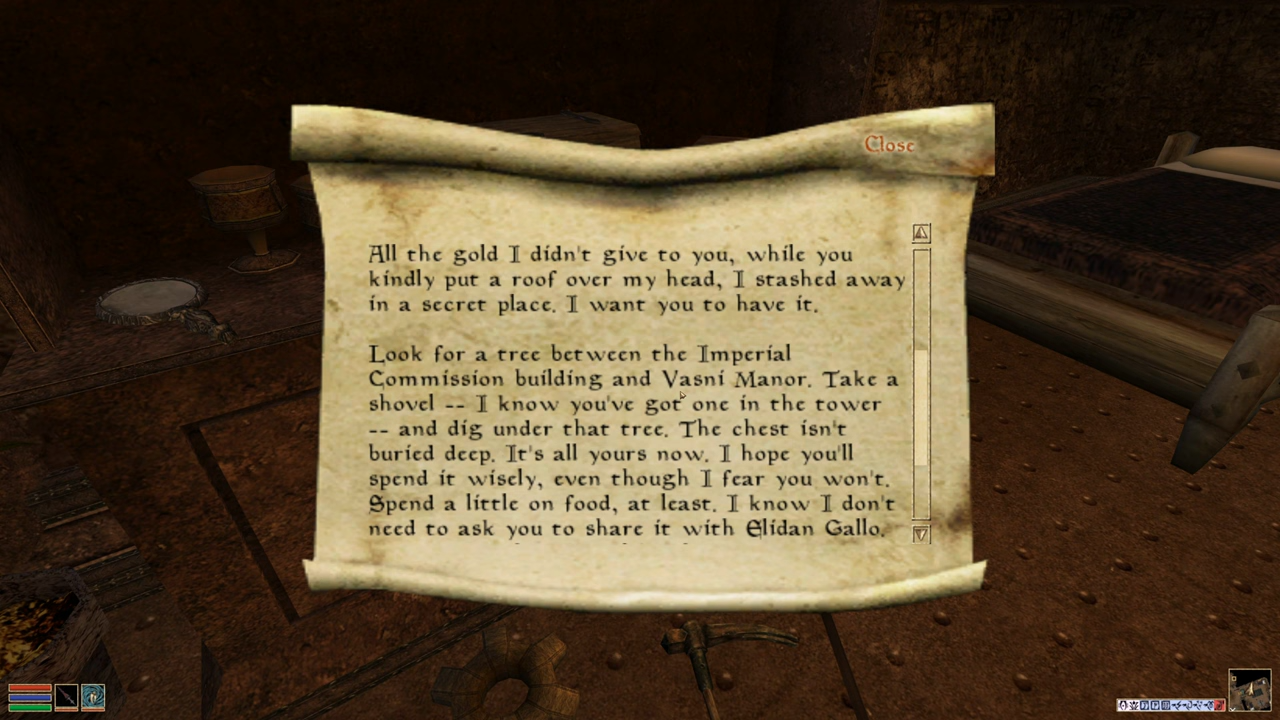 Close
All the gold I didn't give to you, while you
kindly put a roof over my head, I stashed away
in a secret place. I want you to have it.
Look for a tree between the Imperial
Commission building and Vasni Manor. Take a
shovel -- I know you've got one in the tower
-- and dig under that tree. The chest isn't
buried deep. It's all yours now. I hope you'll
spend it wisely, even though I fear you won't.
Spend a little on food, at least. I know I don't
need to ask you to share it with Elidan Gallo.